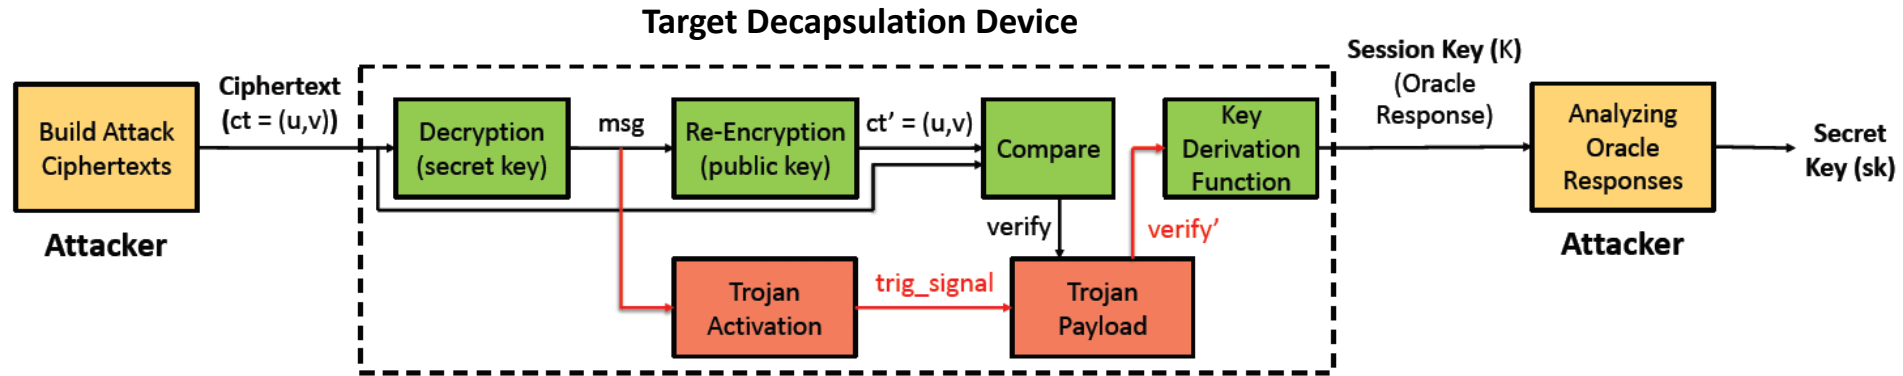 Target Decapsulation Device
Build Attack
Ciphertexts
Attacker
Ciphertext
(ct = (u,v))
Decryption
(secret key)
msg
Re-Encryption
(public key)
ct’ = (u,v)
Compare
verify
Trojan
Activation
trig_signal
Trojan
Payload
verify’
Key
Derivation
Function
Session Key (K)
(Oracle
Response)
Analyzing
Oracle
Responses
Attacker
Secret
Key (sk)